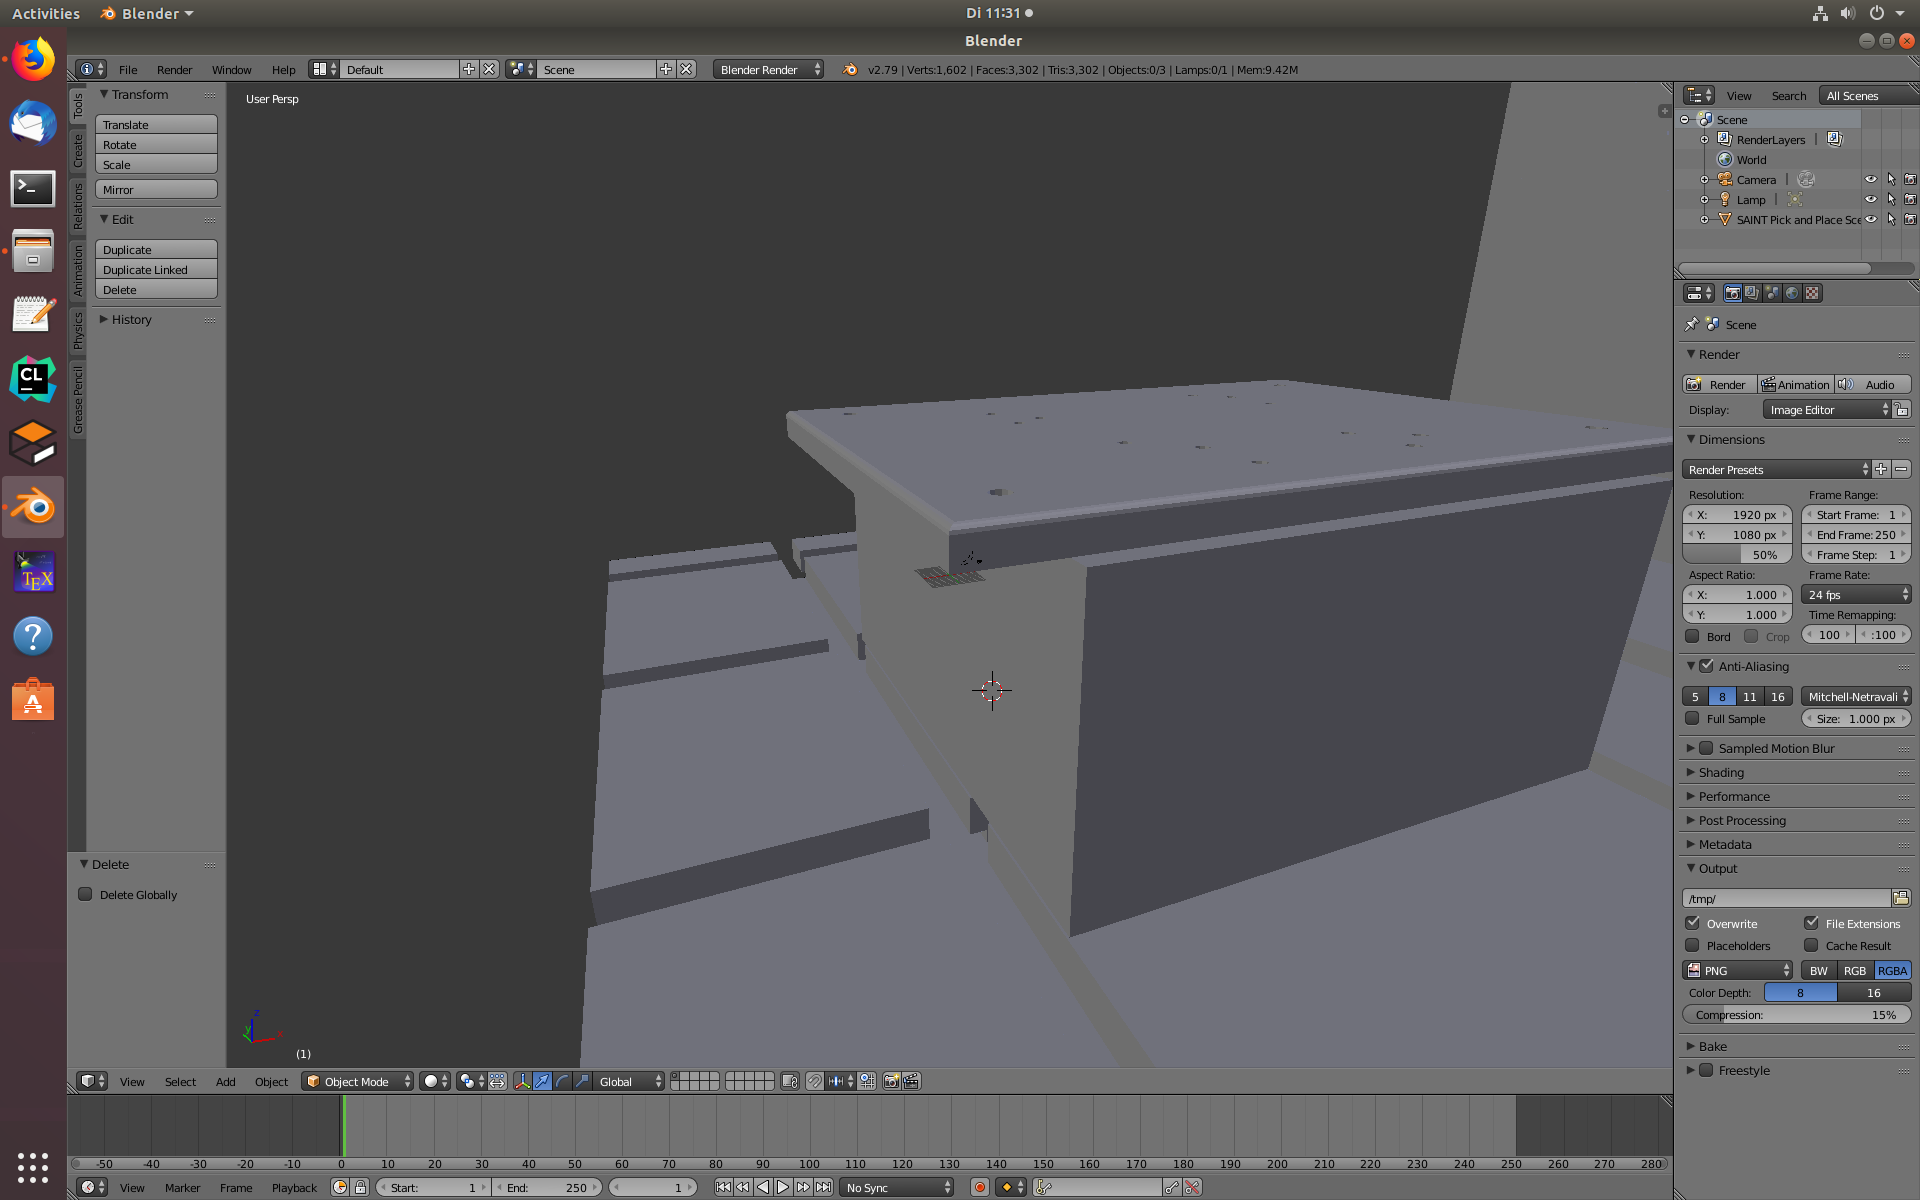 Activities Blender Di 11:31
Blender
File Render Window Help Default Scene Blender Render v2.79 | Verts:1,602 | Faces:3,302 | Tris:3,302 | Objects:0/3 | Lamps:0/1 | Mem:9.42M
Tools
Create
Relations
Animation
Physics
Grease Pencil
Transform
Translate
Rotate
Scale
Mirror
Edit
Duplicate
Duplicate Linked
Delete
History
Delete
Delete Globally
User Persp
z
y
x
(1)
CL
TEX
View Search All Scenes
Scene
RenderLayers |
World
Camera |
Lamp |
SAINT Pick and Place Sce
Scene
Render
Render Animation Audio
Display: Image Editor
Dimensions
Render Presets
Resolution: Frame Range:
X: 1920 px Start Frame: 1
Y: 1080 px End Frame: 250
50% Frame Step: 1
Aspect Ratio: Frame Rate:
X: 1.000 24 fps
Y: 1.000 Time Remapping:
Bord Crop 100 :100
Anti-Aliasing
5 8 11 16 Mitchell-Netravali
Full Sample Size: 1.000 px
Sampled Motion Blur
Shading
Performance
Post Processing
Metadata
Output
/tmp/
Overwrite File Extensions
Placeholders Cache Result
PNG BW RGB RGBA
Color Depth: 8 16
Compression: 15%
Bake
Freestyle
View Select Add Object Object Mode Global
-50 -40 -30 -20 -10 0 10 20 30 40 50 60 70 80 90 100 110 120 130 140 150 160 170 180 190 200 210 220 230 240 250 260 270 280
View Marker Frame Playback Start: 1 End: 250 1 No Sync